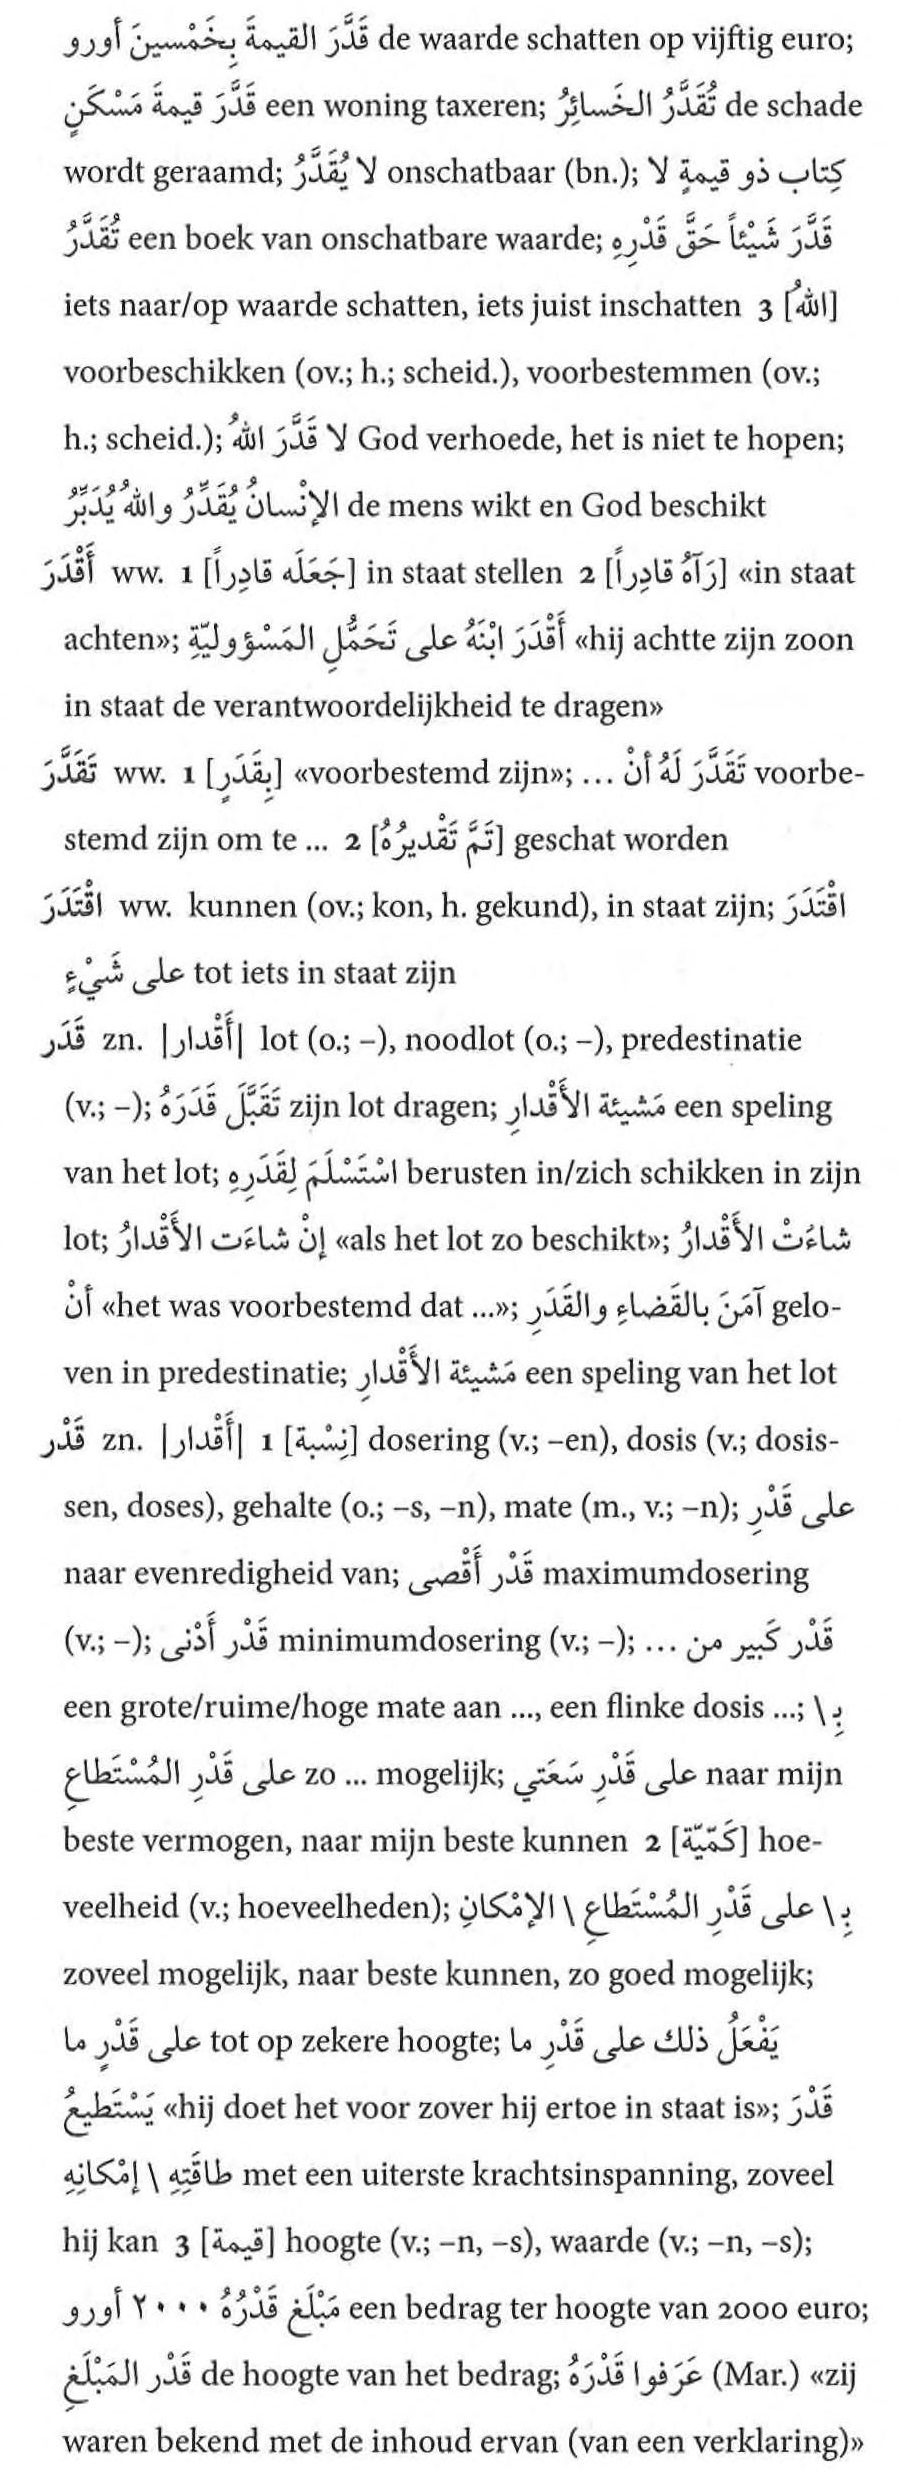 قَدَّرَ القيمةَ بِخَمْسينَ أورو de waarde schatten op vijftig euro;
قَدَّرَ قيمةَ مَسْكَنٍ een woning taxeren; تُقَدَّرُ الخَسائِرُ de schade
wordt geraamd; لا يُقَدَّرُ onschatbaar (bn.); كِتاب ذو قيمةٍ لا
تُقَدَّرُ een boek van onschatbare waarde; قَدَّرَ شَيْئاً حَقَّ قَدْرِهِ
iets naar/op waarde schatten, iets juist inschatten 3 [اللهُ]
voorbeschikken (ov.; h.; scheid.), voorbestemmen (ov.;
h.; scheid.); لا قَدَّرَ اللهُ God verhoede, het is niet te hopen;
الإنْسانُ يُقَدِّرُ واللهُ يُدَبِّرُ de mens wikt en God beschikt
أَقْدَرَ ww. 1 [جَعَلَه قادِراً] in staat stellen 2 [رَآهُ قادِراً] «in staat
achten»; أَقْدَرَ ابْنَهُ على تَحَمُّلِ المَسْؤوليّةِ «hij achtte zijn zoon
in staat de verantwoordelijkheid te dragen»
تَقَدَّرَ ww. 1 [بِقَدَرٍ] «voorbestemd zijn»; تَقَدَّرَ لَهُ أنْ ... voorbe-
stemd zijn om te ... 2 [تَمَّ تَقْديرُهُ] geschat worden
اقْتَدَرَ ww. kunnen (ov.; kon, h. gekund), in staat zijn; اقْتَدَرَ
على شَيْءٍ tot iets in staat zijn
قَدَر zn. |أَقْدار| lot (o.; –), noodlot (o.; –), predestinatie
(v.; –); تَقَبَّلَ قَدَرَهُ zijn lot dragen; مَشيئة الأَقْدارِ een speling
van het lot; اسْتَسْلَمَ لِقَدَرِهِ berusten in/zich schikken in zijn
lot; إنْ شاءَت الأَقْدارُ «als het lot zo beschikt»; شاءَتْ الأَقْدارُ
أنْ «het was voorbestemd dat ...»; آمَنَ بالقَضاءِ والقَدَرِ gelo-
ven in predestinatie; مَشيئة الأَقْدارِ een speling van het lot
قَدْر zn. |أَقْدار| 1 [نِسْبة] dosering (v.; –en), dosis (v.; dosis-
sen, doses), gehalte (o.; –s, –n), mate (m., v.; –n); على قَدْرِ
naar evenredigheid van; قَدْر أَقْصى maximumdosering
(v.; –); قَدْر أَدْنى minimumdosering (v.; –); قَدْر كَبير من ...
een grote/ruime/hoge mate aan ..., een flinke dosis ...; بِ \
على قَدْرِ المُسْتَطاعِ zo ... mogelijk; على قَدْرِ سَعَتي naar mijn
beste vermogen, naar mijn beste kunnen 2 [كَمّيّة] hoe-
veelheid (v.; hoeveelheden); بِ \ على قَدْرِ المُسْتَطاعِ \ الإمْكانِ
zoveel mogelijk, naar beste kunnen, zo goed mogelijk;
على قَدْرٍ ما tot op zekere hoogte; يَفْعَلُ ذلك على قَدْرِ ما
يَسْتَطيعُ «hij doet het voor zover hij ertoe in staat is»; قَدْرَ
طاقَتِهِ \ إمْكانِهِ met een uiterste krachtsinspanning, zoveel
hij kan 3 [قيمة] hoogte (v.; –n, –s), waarde (v.; –n, –s);
مَبْلَغ قَدْرُهُ ٢٠٠٠ أورو een bedrag ter hoogte van 2000 euro;
قَدْر المَبْلَغِ de hoogte van het bedrag; عَرَفوا قَدْرَهُ (Mar.) «zij
waren bekend met de inhoud ervan (van een verklaring)»